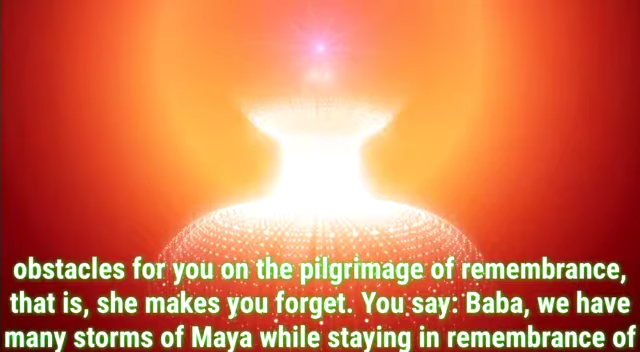 obstacles for you on the pilgrimage of remembrance,
that is, she makes you forget. You say: Baba, we have
many storms of Maya while staying in remembrance of